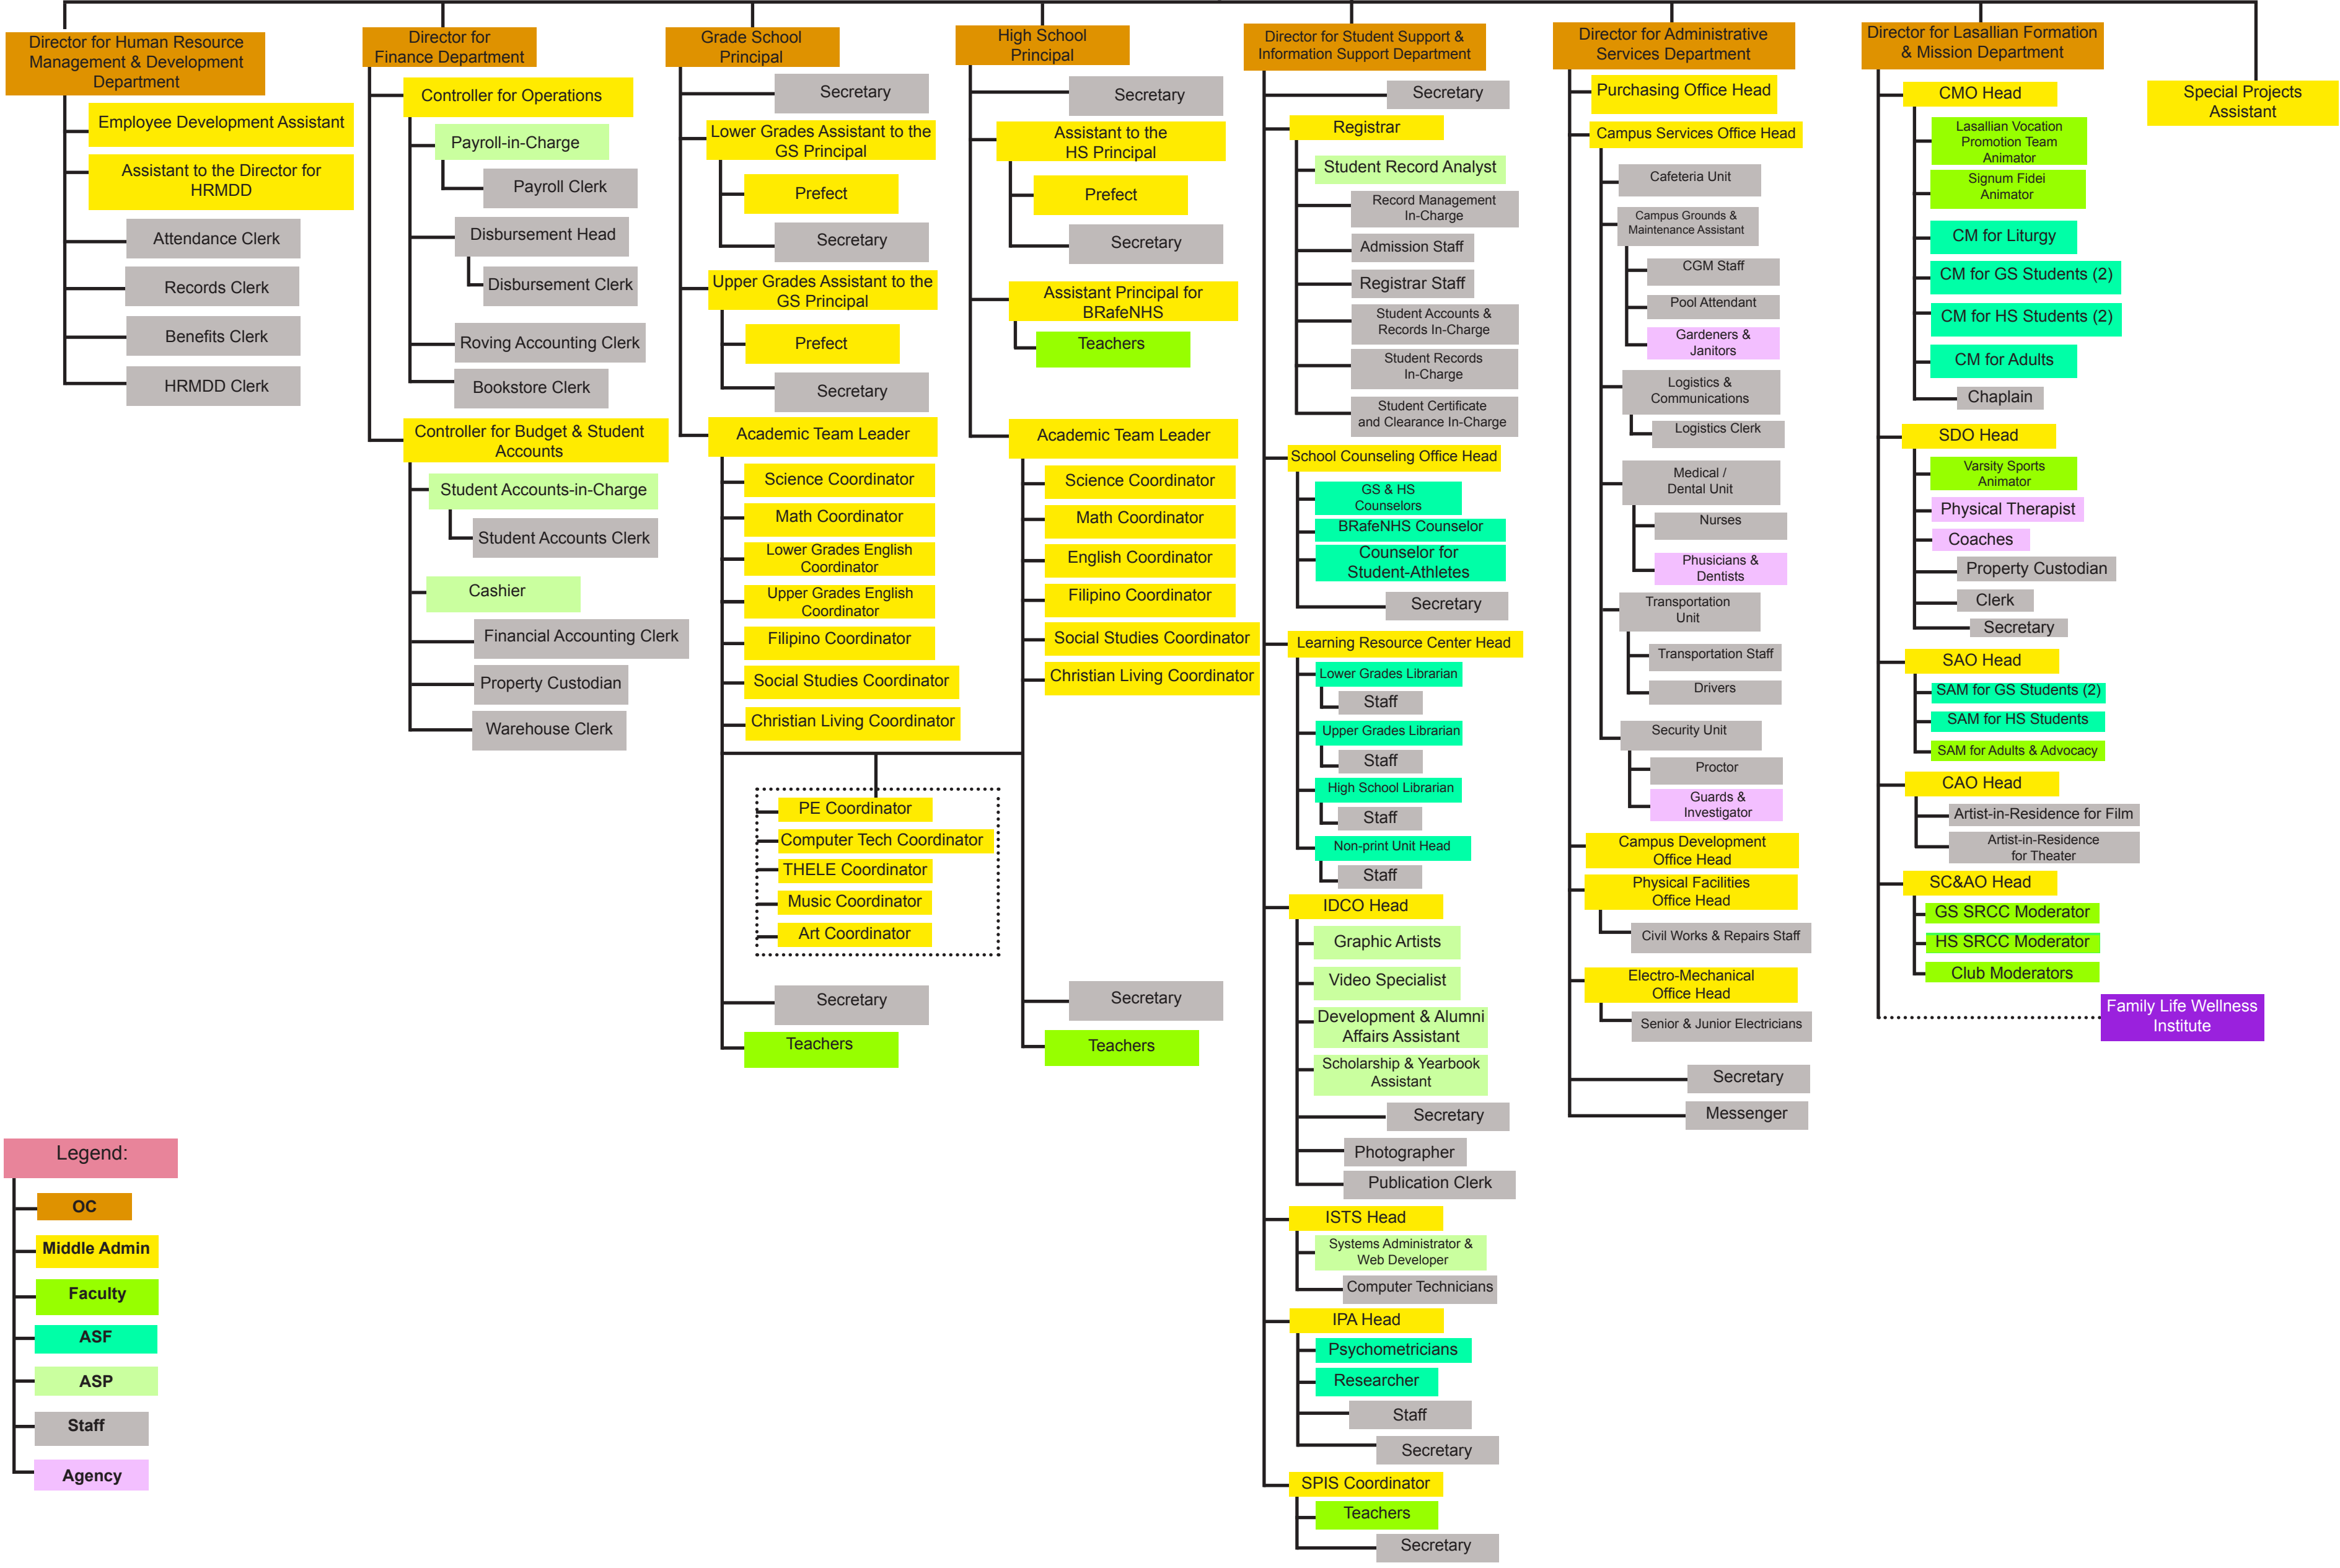 Director for Human Resource
Management & Development
Department
Employee Development Assistant
Assistant to the Director for
HRMDD
Attendance Clerk
Records Clerk
Benefits Clerk
HRMDD Clerk
Director for
Finance Department
Controller for Operations
Payroll-in-Charge
Payroll Clerk
Disbursement Head
Disbursement Clerk
Roving Accounting Clerk
Bookstore Clerk
Controller for Budget & Student
Accounts
Student Accounts-in-Charge
Student Accounts Clerk
Cashier
Financial Accounting Clerk
Property Custodian
Warehouse Clerk
Grade School
Principal
Secretary
Lower Grades Assistant to the
GS Principal
Prefect
Secretary
Upper Grades Assistant to the
GS Principal
Prefect
Secretary
Academic Team Leader
Science Coordinator
Math Coordinator
Lower Grades English
Coordinator
Upper Grades English
Coordinator
Filipino Coordinator
Social Studies Coordinator
Christian Living Coordinator
PE Coordinator
Computer Tech Coordinator
THELE Coordinator
Music Coordinator
Art Coordinator
Secretary
Teachers
High School
Principal
Secretary
Assistant to the
HS Principal
Prefect
Secretary
Assistant Principal for
BRafeNHS
Teachers
Academic Team Leader
Science Coordinator
Math Coordinator
English Coordinator
Filipino Coordinator
Social Studies Coordinator
Christian Living Coordinator
Secretary
Teachers
Director for Student Support &
Information Support Department
Secretary
Registrar
Student Record Analyst
Record Management
In-Charge
Admission Staff
Registrar Staff
Student Accounts &
Records In-Charge
Student Records
In-Charge
Student Certificate
and Clearance In-Charge
School Counseling Office Head
GS & HS
Counselors
BRafeNHS Counselor
Counselor for
Student-Athletes
Secretary
Learning Resource Center Head
Lower Grades Librarian
Staff
Upper Grades Librarian
Staff
High School Librarian
Staff
Non-print Unit Head
Staff
IDCO Head
Graphic Artists
Video Specialist
Development & Alumni
Affairs Assistant
Scholarship & Yearbook
Assistant
Secretary
Photographer
Publication Clerk
ISTS Head
Systems Administrator &
Web Developer
Computer Technicians
IPA Head
Psychometricians
Researcher
Staff
Secretary
SPIS Coordinator
Teachers
Secretary
Director for Administrative
Services Department
Purchasing Office Head
Campus Services Office Head
Cafeteria Unit
Campus Grounds &
Maintenance Assistant
CGM Staff
Pool Attendant
Gardeners &
Janitors
Logistics &
Communications
Logistics Clerk
Medical /
Dental Unit
Nurses
Phusicians &
Dentists
Transportation
Unit
Transportation Staff
Drivers
Security Unit
Proctor
Guards &
Investigator
Campus Development
Office Head
Physical Facilities
Office Head
Civil Works & Repairs Staff
Electro-Mechanical
Office Head
Senior & Junior Electricians
Secretary
Messenger
Director for Lasallian Formation
& Mission Department
CMO Head
Lasallian Vocation
Promotion Team
Animator
Signum Fidei
Animator
CM for Liturgy
CM for GS Students (2)
CM for HS Students (2)
CM for Adults
Chaplain
SDO Head
Varsity Sports
Animator
Physical Therapist
Coaches
Property Custodian
Clerk
Secretary
SAO Head
SAM for GS Students (2)
SAM for HS Students
SAM for Adults & Advocacy
CAO Head
Artist-in-Residence for Film
Artist-in-Residence
for Theater
SC&AO Head
GS SRCC Moderator
HS SRCC Moderator
Club Moderators
Family Life Wellness
Institute
Special Projects
Assistant
Legend:
OC
Middle Admin
Faculty
ASF
ASP
Staff
Agency